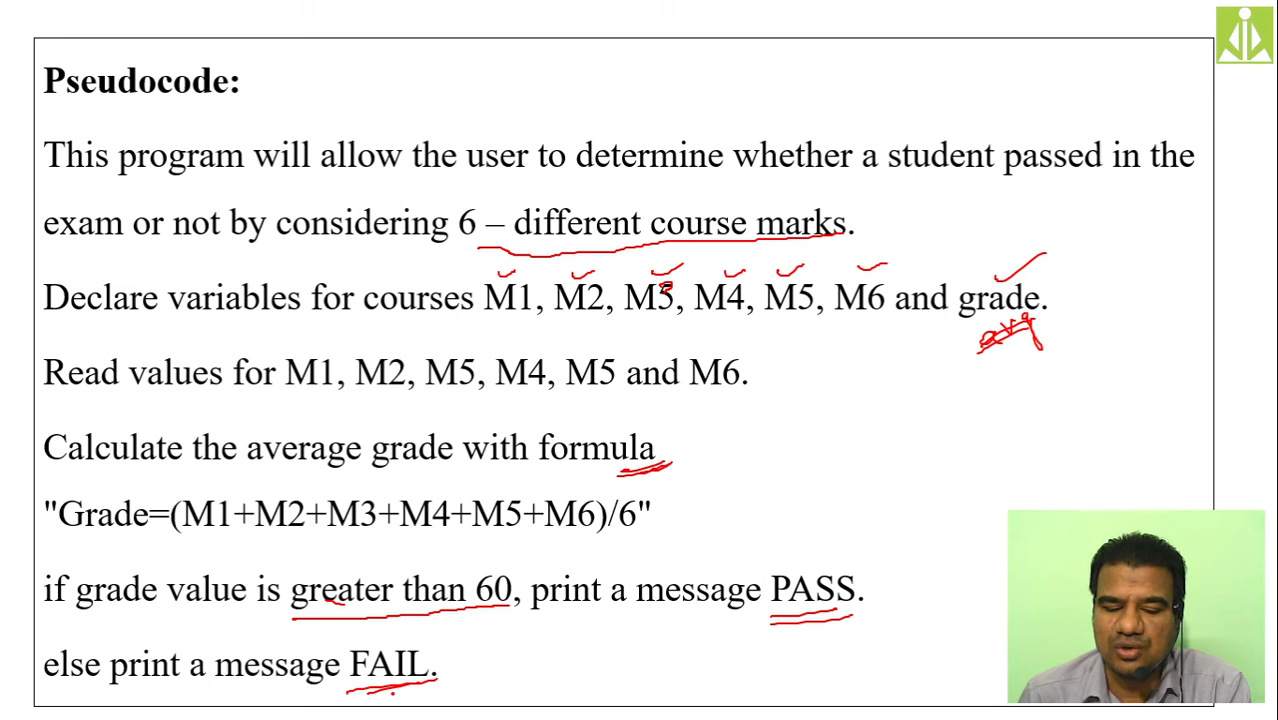 Pseudocode:
This program will allow the user to determine whether a student passed in the
exam or not by considering 6 – different course marks.
Declare variables for courses M1, M2, M5, M4, M5, M6 and grade.
avg
Read values for M1, M2, M5, M4, M5 and M6.
Calculate the average grade with formula
"Grade=(M1+M2+M3+M4+M5+M6)/6"
if grade value is greater than 60, print a message PASS.
else print a message FAIL.